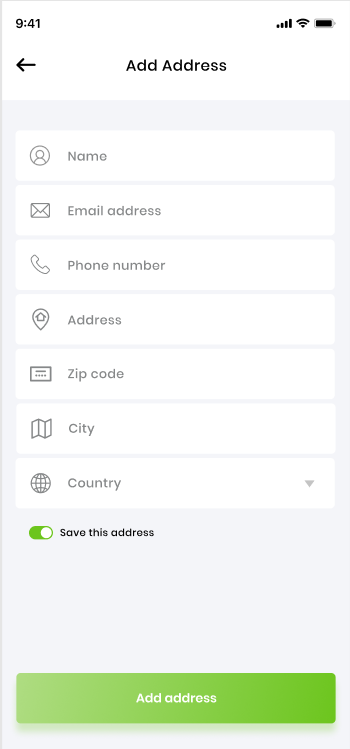 9:41
Add Address
Name
Email address
Phone number
Address
Zip code
City
Country
Save this address
Add address